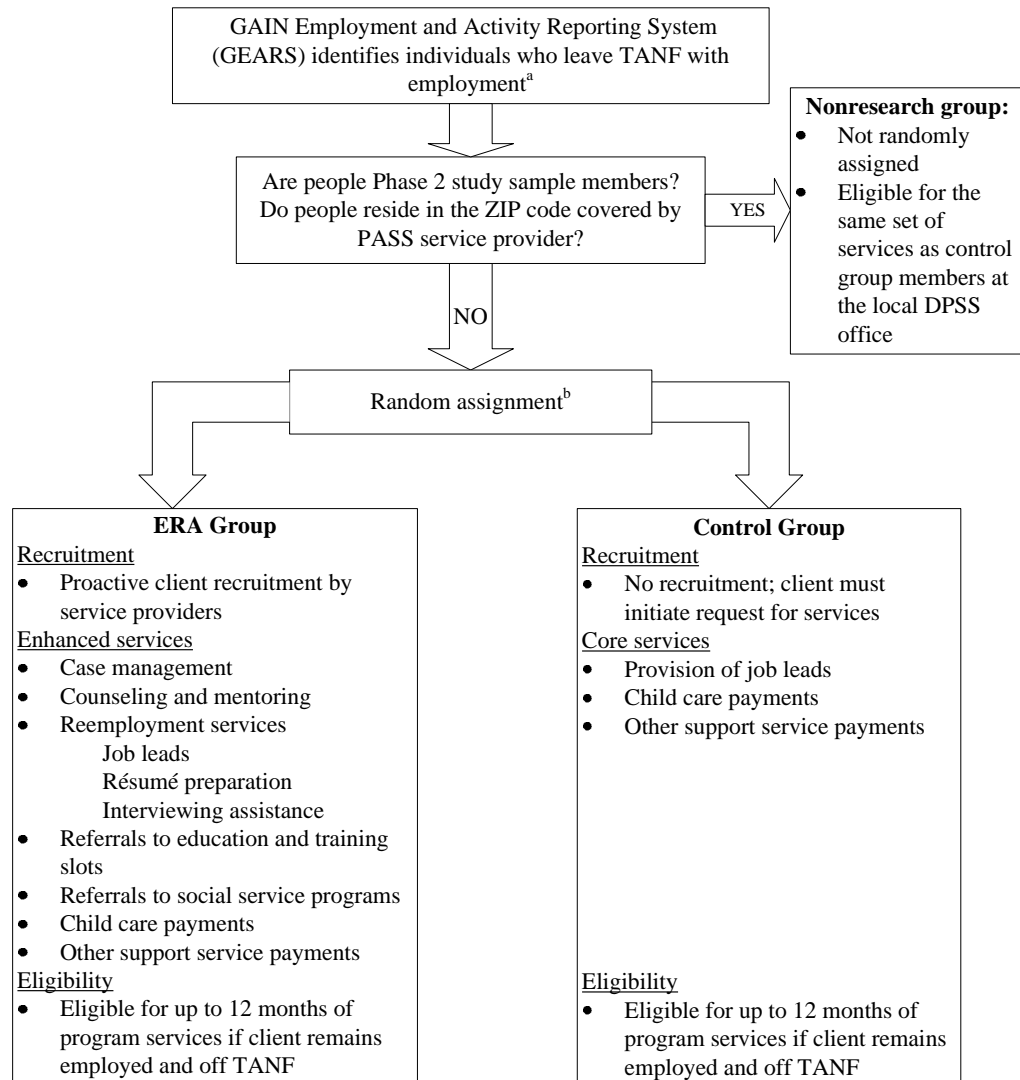 GAIN Employment and Activity Reporting System
(GEARS) identifies individuals who leave TANF with
employmentᵃ
Nonresearch group:
• Not randomly
assigned
• Eligible for the
same set of
services as control
group members at
the local DPSS
office
Are people Phase 2 study sample members?
Do people reside in the ZIP code covered by
PASS service provider?
YES
NO
Random assignmentᵇ
ERA Group
Recruitment
• Proactive client recruitment by
service providers
Enhanced services
• Case management
• Counseling and mentoring
• Reemployment services
Job leads
Résumé preparation
Interviewing assistance
• Referrals to education and training
slots
• Referrals to social service programs
• Child care payments
• Other support service payments
Eligibility
• Eligible for up to 12 months of
program services if client remains
employed and off TANF
Control Group
Recruitment
• No recruitment; client must
initiate request for services
Core services
• Provision of job leads
• Child care payments
• Other support service payments
Eligibility
• Eligible for up to 12 months of
program services if client remains
employed and off TANF